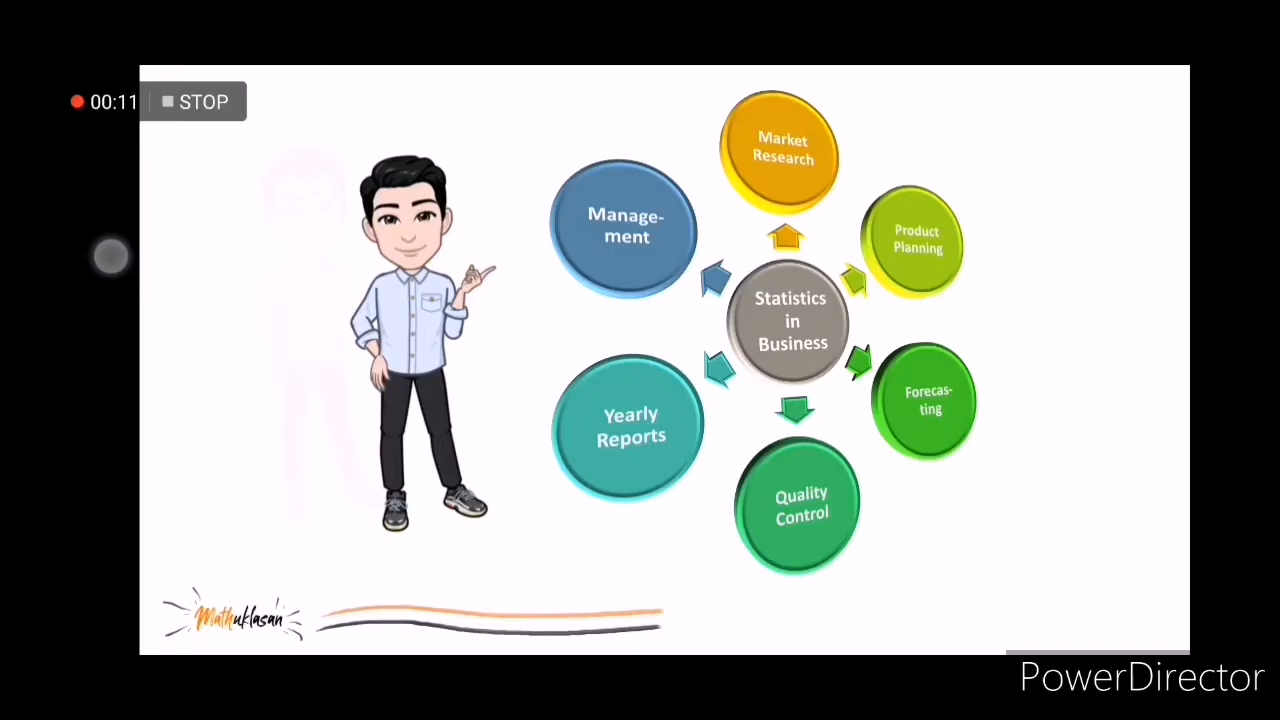 00:11 STOP
Market
Research
Manage-
ment
Product
Planning
Statistics
in
Business
Forecas-
ting
Yearly
Reports
Quality
Control
Mathuklasan
PowerDirector